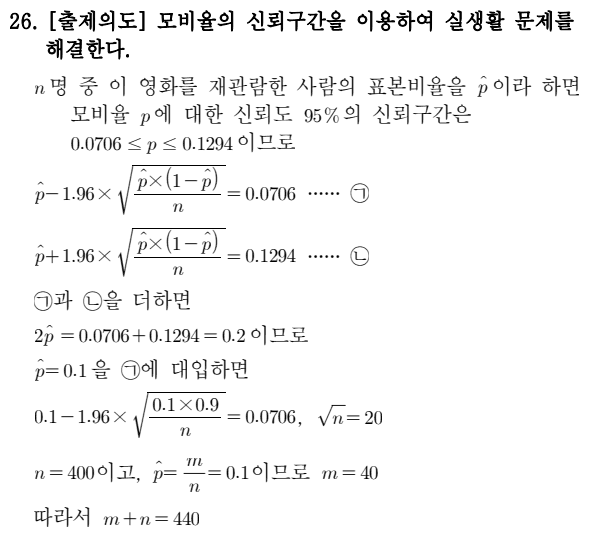 26. [출제의도] 모비율의 신뢰구간을 이용하여 실생활 문제를
해결한다.
n명 중 이 영화를 재관람한 사람의 표본비율을 p̂이라 하면
모비율 p에 대한 신뢰도 95%의 신뢰구간은
0.0706 ≤ p ≤ 0.1294이므로
p̂−1.96×√(p̂×(1−p̂)/n) = 0.0706 ⋯⋯ ㉠
p̂+1.96×√(p̂×(1−p̂)/n) = 0.1294 ⋯⋯ ㉡
㉠과 ㉡을 더하면
2p̂ = 0.0706+0.1294 = 0.2이므로
p̂= 0.1을 ㉠에 대입하면
0.1−1.96×√(0.1×0.9/n) = 0.0706, √n = 20
n = 400이고, p̂= m/n = 0.1이므로 m = 40
따라서 m+n = 440